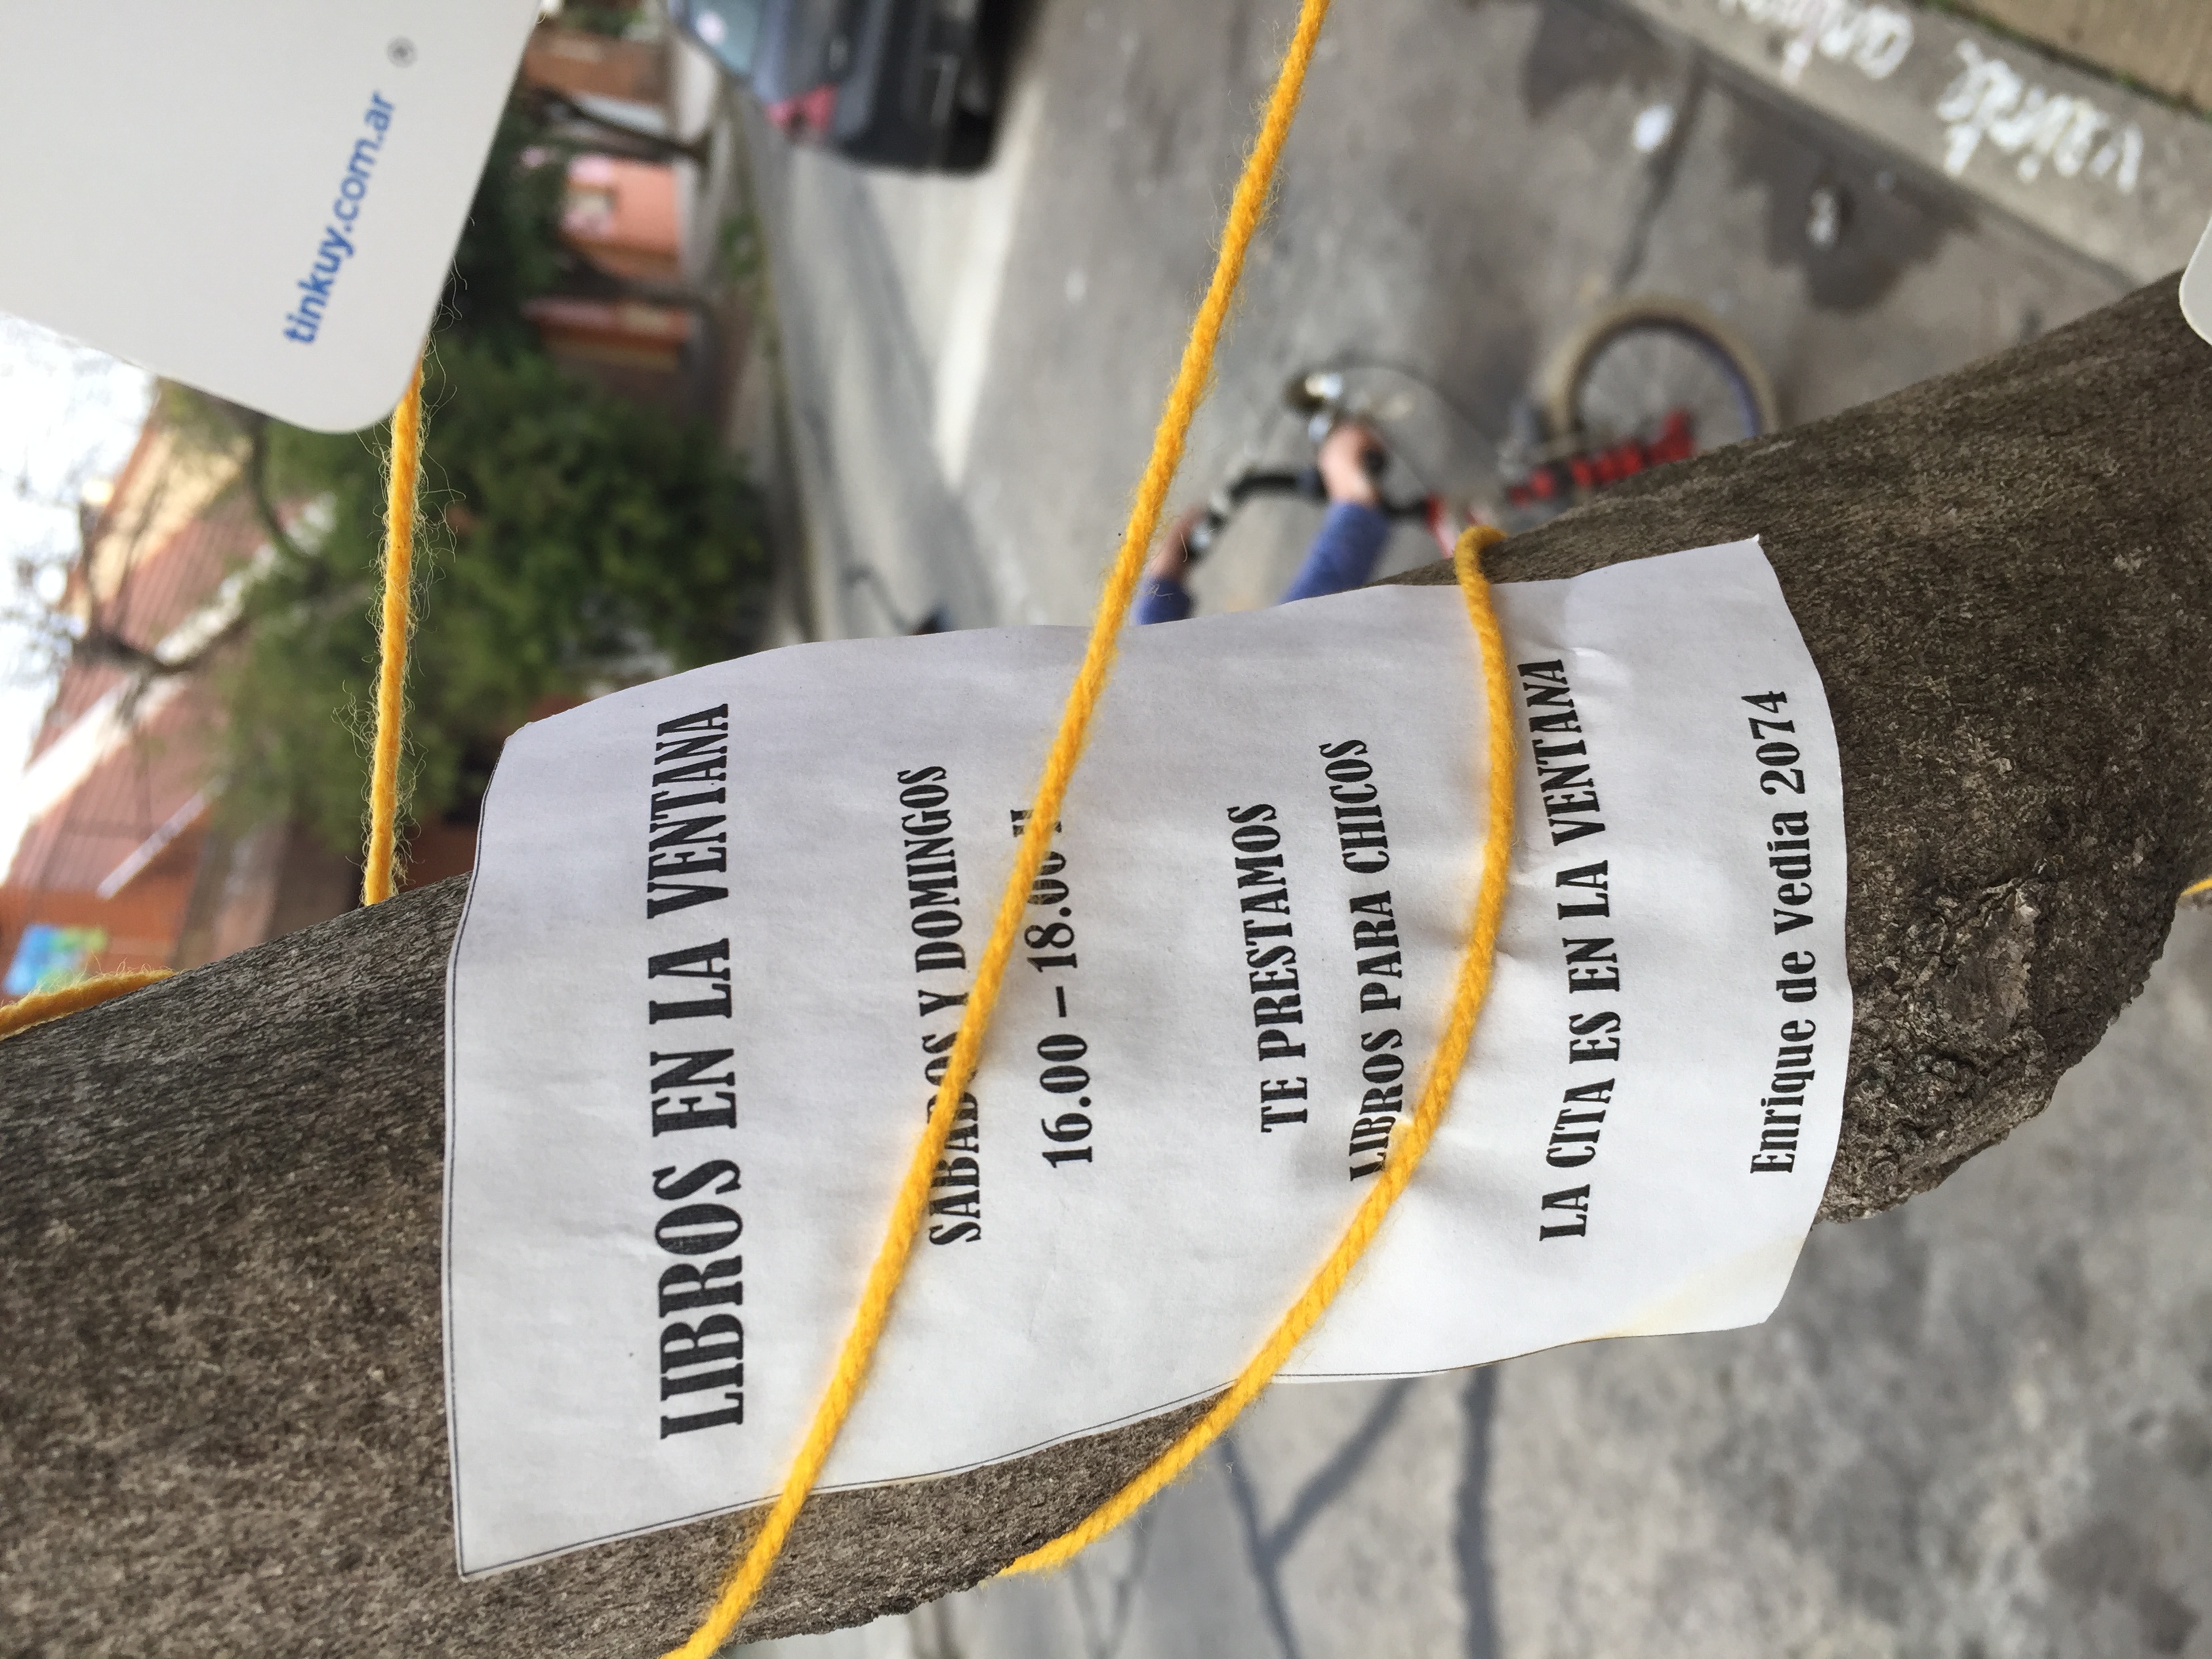 tinkuy.com.ar
LIBROS EN LA VENTANA
SABADOS Y DOMINGOS
16.00 – 18.00 H
TE PRESTAMOS
LIBROS PARA CHICOS
LA CITA ES EN LA VENTANA
Enrique de Vedia 2074